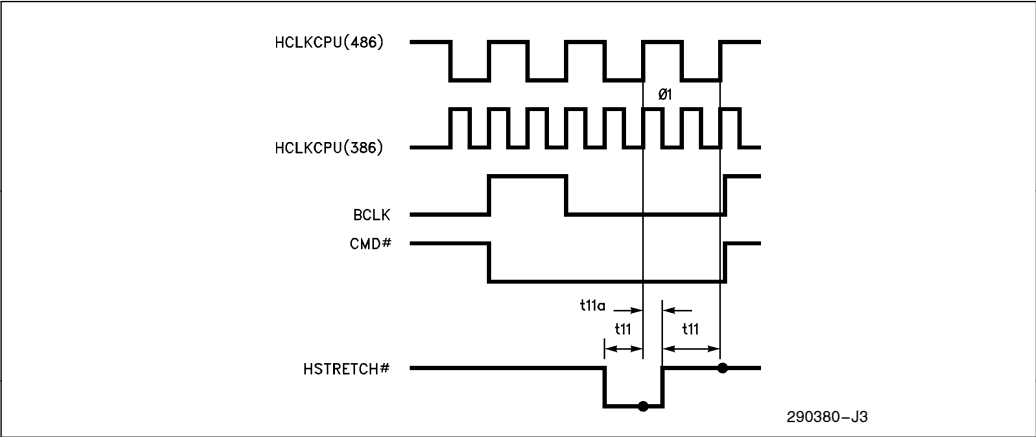 HCLKCPU(486)
Ø1
HCLKCPU(386)
BCLK
CMD#
t11a
t11
t11
HSTRETCH#
290380–J3